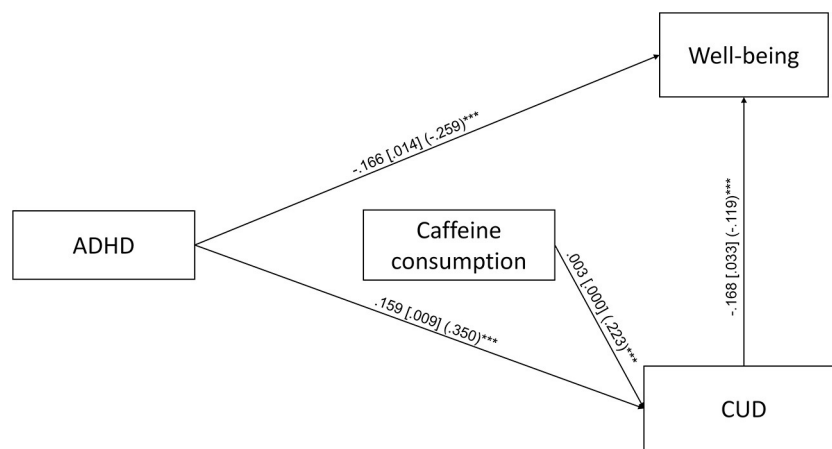 Well-being
-.166 [.014] (-.259)***
ADHD
Caffeine
consumption
-.168 [.033] (-.119)***
.003 [.000] (.223)***
.159 [.009] (.350)***
CUD